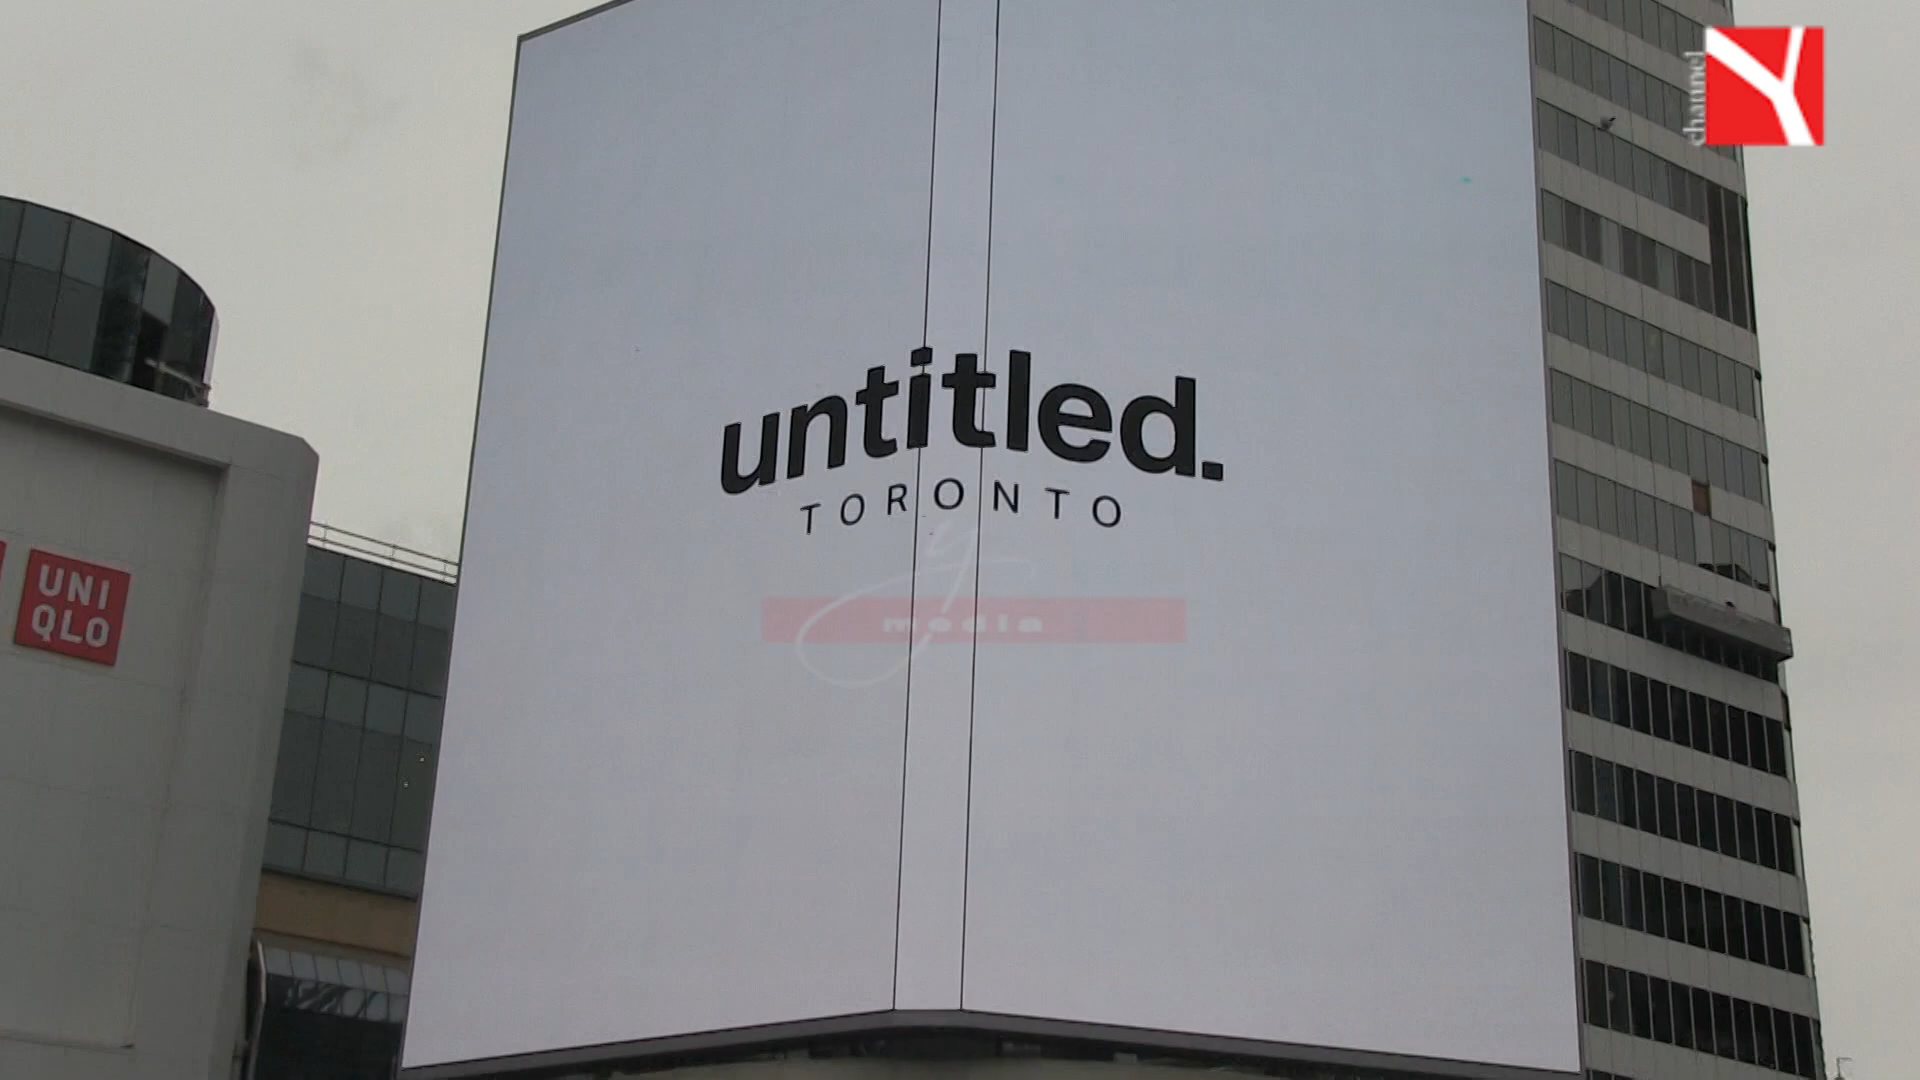 channel
Y
untitled.
TORONTO
y
media
UNI
QLO